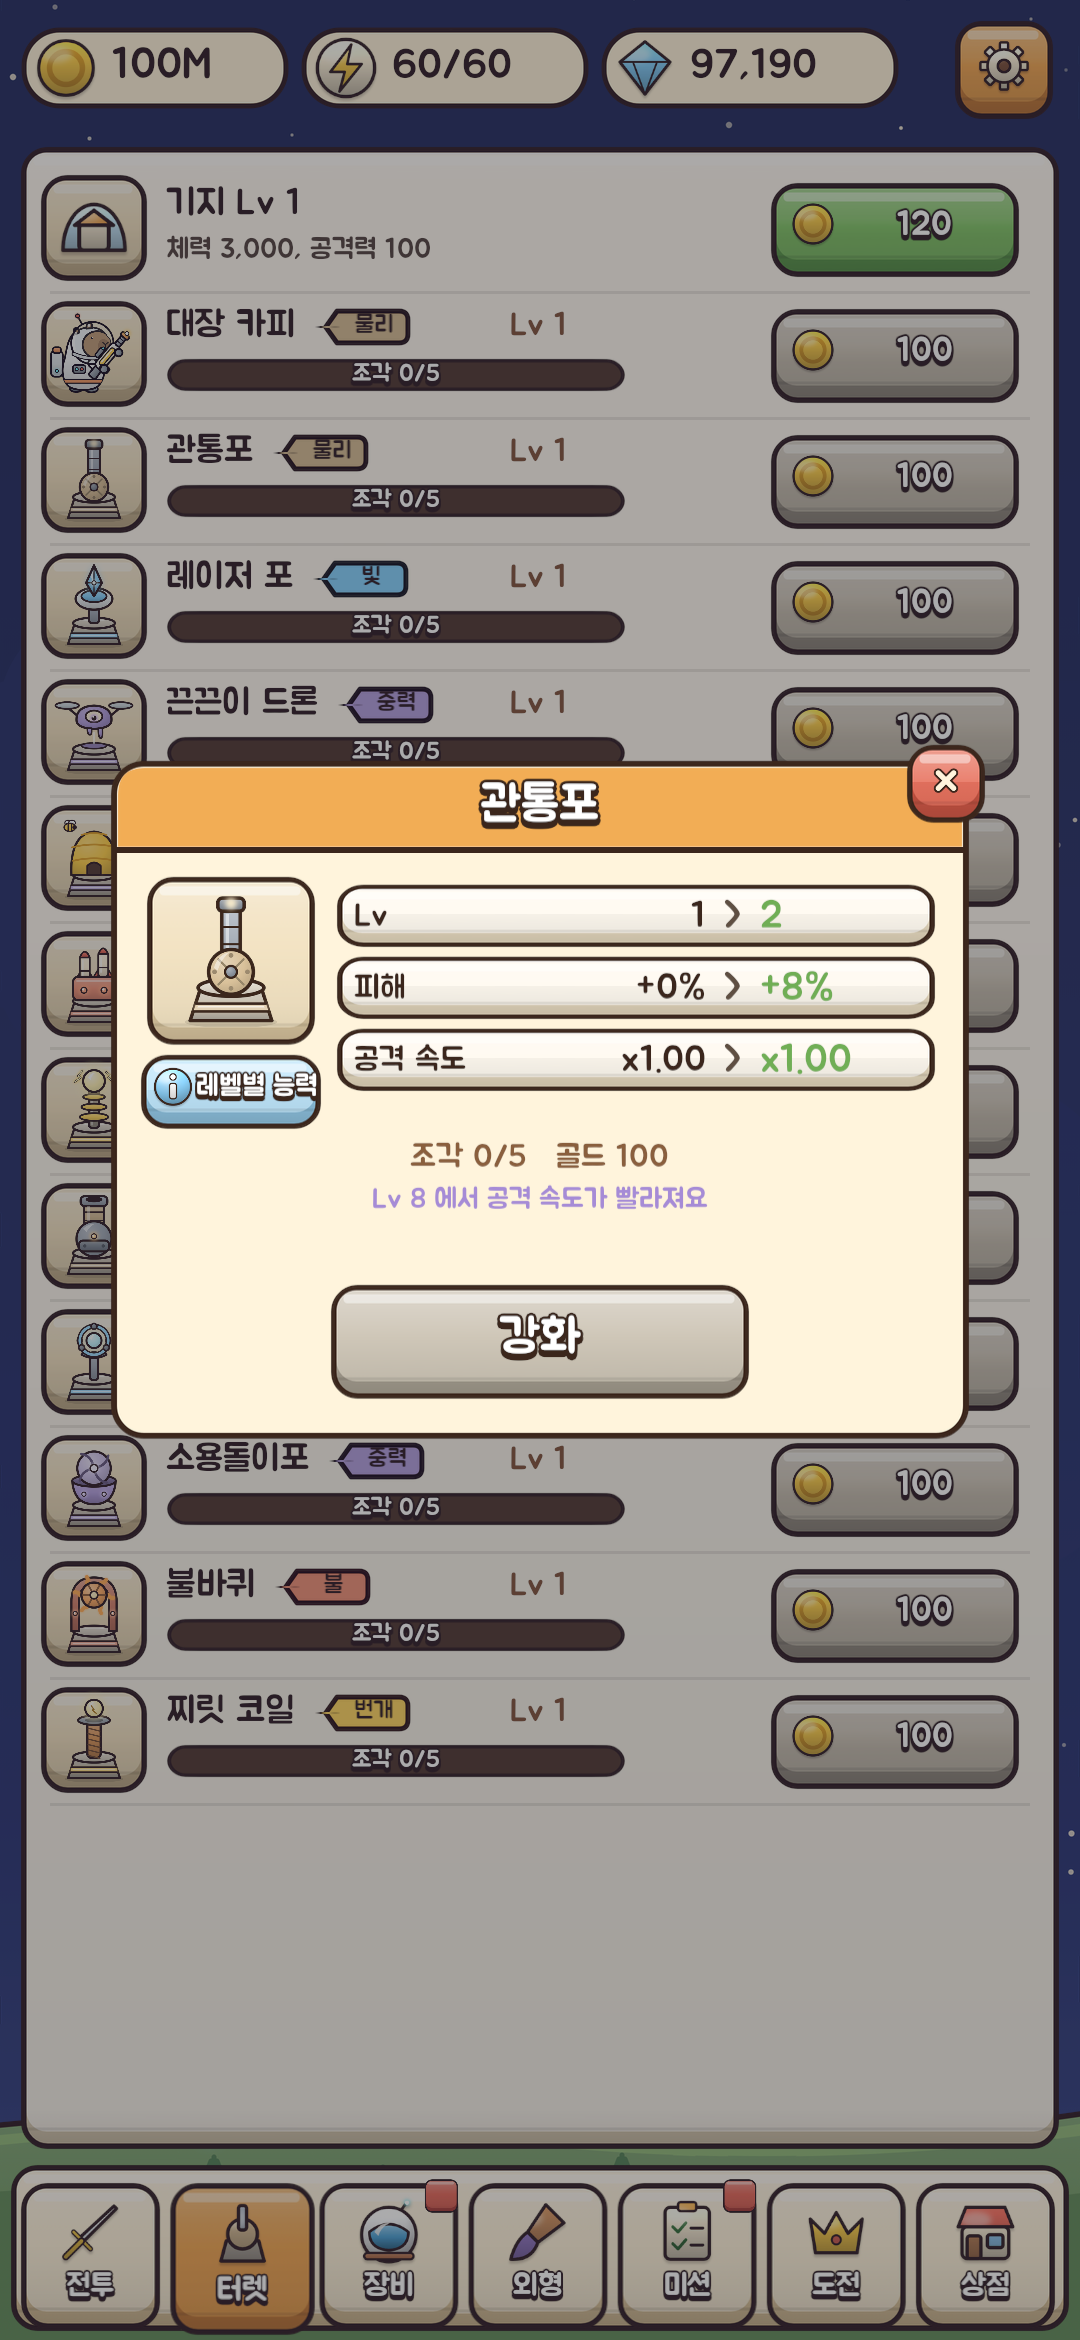 100M
60/60
97,190
기지 Lv 1
체력 3,000, 공격력 100
120
대장 카피
물리
Lv 1
조각 0/5
100
관통포
물리
Lv 1
조각 0/5
100
레이저 포
빛
Lv 1
조각 0/5
100
끈끈이 드론
중력
Lv 1
조각 0/5
100
관통포
Lv
1
2
피해
+0%
+8%
공격 속도
x1.00
x1.00
레벨별 능력
조각 0/5 골드 100
Lv 8 에서 공격 속도가 빨라져요
강화
소용돌이포
중력
Lv 1
조각 0/5
100
불바퀴
불
Lv 1
조각 0/5
100
찌릿 코일
번개
Lv 1
조각 0/5
100
전투
터렛
장비
외형
미션
도전
상점